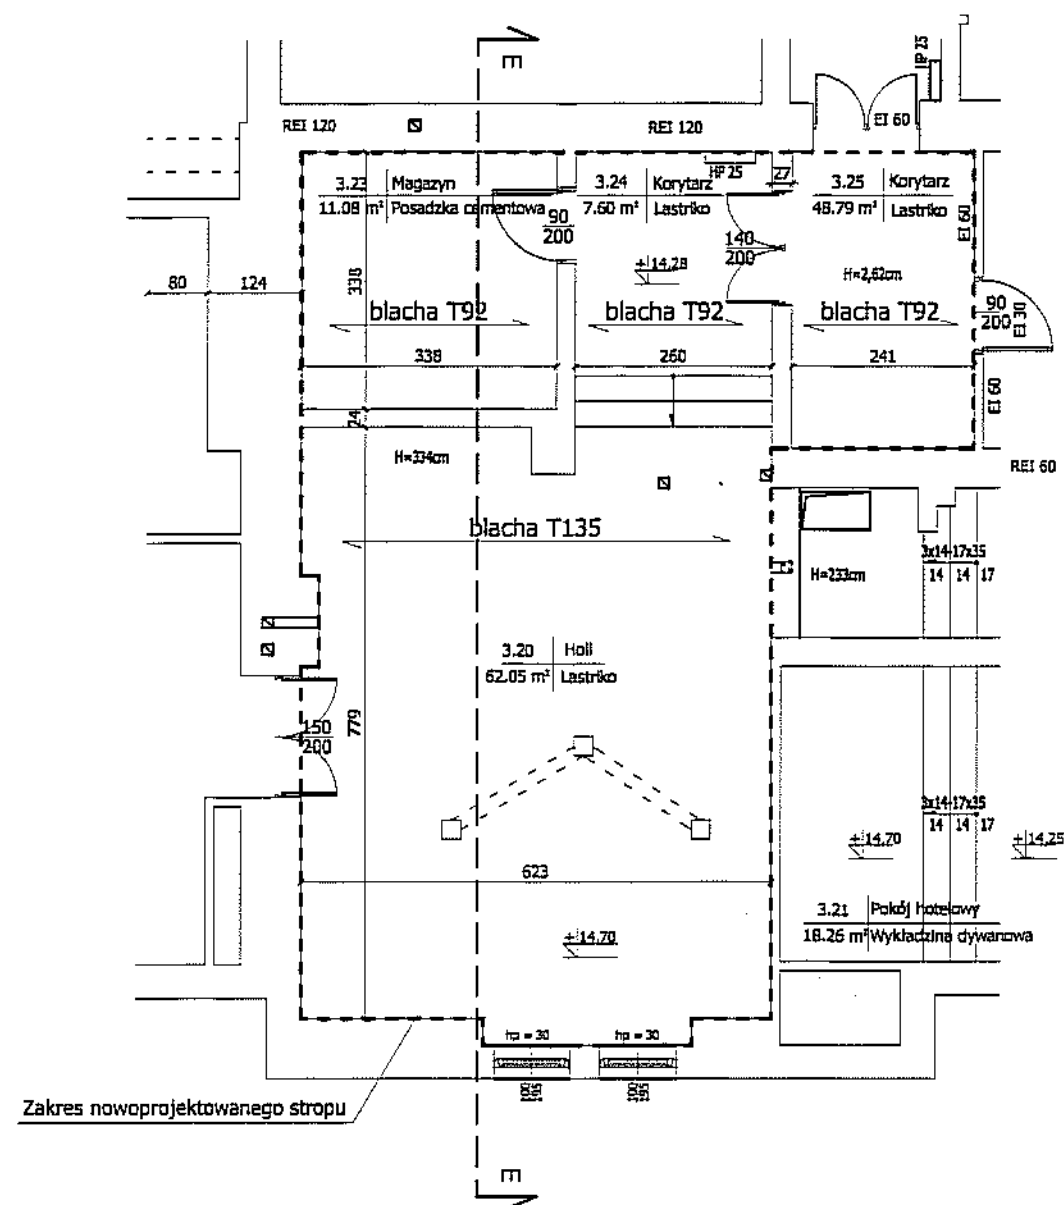 E
HP 25
REI 120
REI 120
EI 60
3.23 Magazyn
11.08 m² Posadzka cementowa
3.24 Korytarz
7.60 m² Lastriko
HP 25
27
3.25 Korytarz
48.79 m² Lastriko
EI 60
90
200
140
200
+14,28
H=2,62cm
80
124
338
blacha T92
blacha T92
blacha T92
90
200
EI 30
338
260
241
EI 60
24
H=334cm
REI 60
blacha T135
3x14-17x35
14 14 17
H=233cm
3.20 Holl
62.05 m² Lastriko
150
200
779
3x14-17x35
14 14 17
+14,70
+14,25
623
3.21 Pokój hotelowy
18.26 m² Wykładzina dywanowa
+14,70
hp = 30
hp = 30
Zakres nowoprojektowanego stropu
E